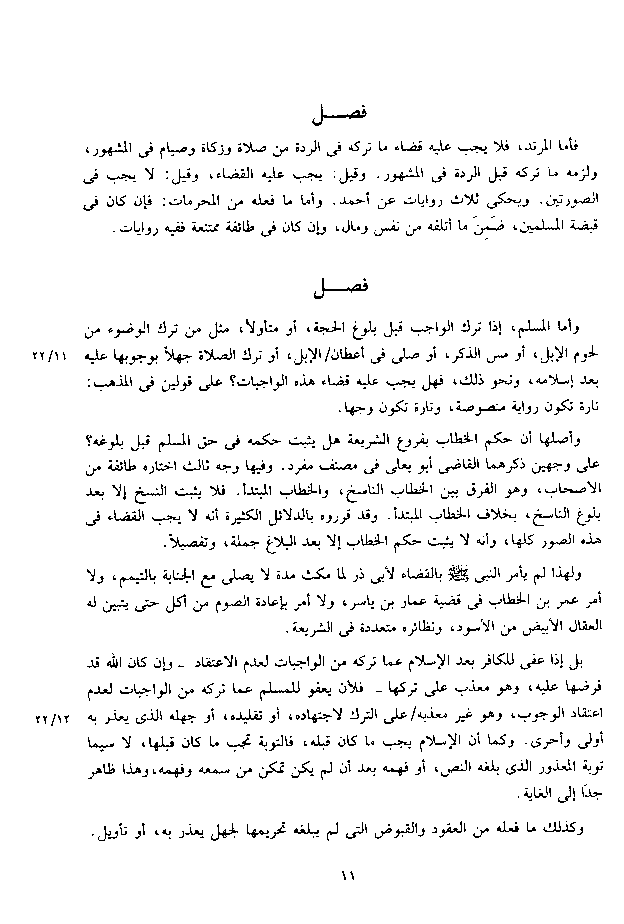 فصــل
فأما المرتد، فلا يجب عليه قضاء ما تركه فى الردة من صلاة وزكاة وصيام فى المشهور،
ولزمه ما تركه قبل الردة فى المشهور. وقيل: يجب عليه القضاء، وقيل: لا يجب فى
الصورتين. ويحكى ثلاث روايات عن أحمد. وأما ما فعله من المحرمات: فإن كان فى
قبضة المسلمين، ضَمِنَ ما أتلفه من نفس ومال، وإن كان فى طائفة ممتنعة ففيه روايات.
فصــل
وأما المسلم، إذا ترك الواجب قبل بلوغ الحجة، أو متأولاً، مثل من ترك الوضوء من
لحوم الإبل، أو مس الذكر، أو صلى فى أعطان/الإبل، أو ترك الصلاة جهلاً بوجوبها عليه ٢٢/١١
بعد إسلامه، ونحو ذلك، فهل يجب عليه قضاء هذه الواجبات؟ على قولين فى المذهب:
تارة تكون رواية منصوصة، وتارة تكون وجها.
وأصلها أن حكم الخطاب بفروع الشريعة هل يثبت حكمه فى حق المسلم قبل بلوغه؟
على وجهين ذكرهما القاضى أبو يعلى فى مصنف مفرد. وفيها وجه ثالث اختاره طائفة من
الأصحاب، وهو الفرق بين الخطاب الناسخ، والخطاب المبتدأ. فلا يثبت النسخ إلا بعد
بلوغ الناسخ، بخلاف الخطاب المبتدأ. وقد قرروه بالدلائل الكثيرة أنه لا يجب القضاء فى
هذه الصور كلها، وأنه لا يثبت حكم الخطاب إلا بعد البلاغ جملة، وتفصيلاً.
ولهذا لم يأمر النبى ﷺ بالقضاء لأبى ذر لما مكث مدة لا يصلى مع الجنابة بالتيمم، ولا
أمر عمر بن الخطاب فى قضية عمار بن ياسر، ولا أمر بإعادة الصوم من أكل حتى يتبين له
العقال الأبيض من الأسود، ونظائره متعددة فى الشريعة.
بل إذا عفى للكافر بعد الإسلام عما تركه من الواجبات لعدم الاعتقاد ـ وإن كان الله قد
فرضها عليه، وهو معذب على تركها ـ فلأن يعفو للمسلم عما تركه من الواجبات لعدم
اعتقاد الوجوب، وهو غير معذبه/على الترك لاجتهاده، أو تقليده، أو جهله الذى يعذر به ٢٢/١٢
أولى وأحرى. وكما أن الإسلام يجب ما كان قبله، فالتوبة تجب ما كان قبلها، لا سيما
توبة المعذور الذى بلغه النص، أو فهمه بعد أن لم يكن تمكن من سمعه وفهمه،وهذا ظاهر
جدًا إلى الغاية.
وكذلك ما فعله من العقود والقبوض التى لم يبلغه تحريمها لجهل يعذر به، أو تأويل.
١١